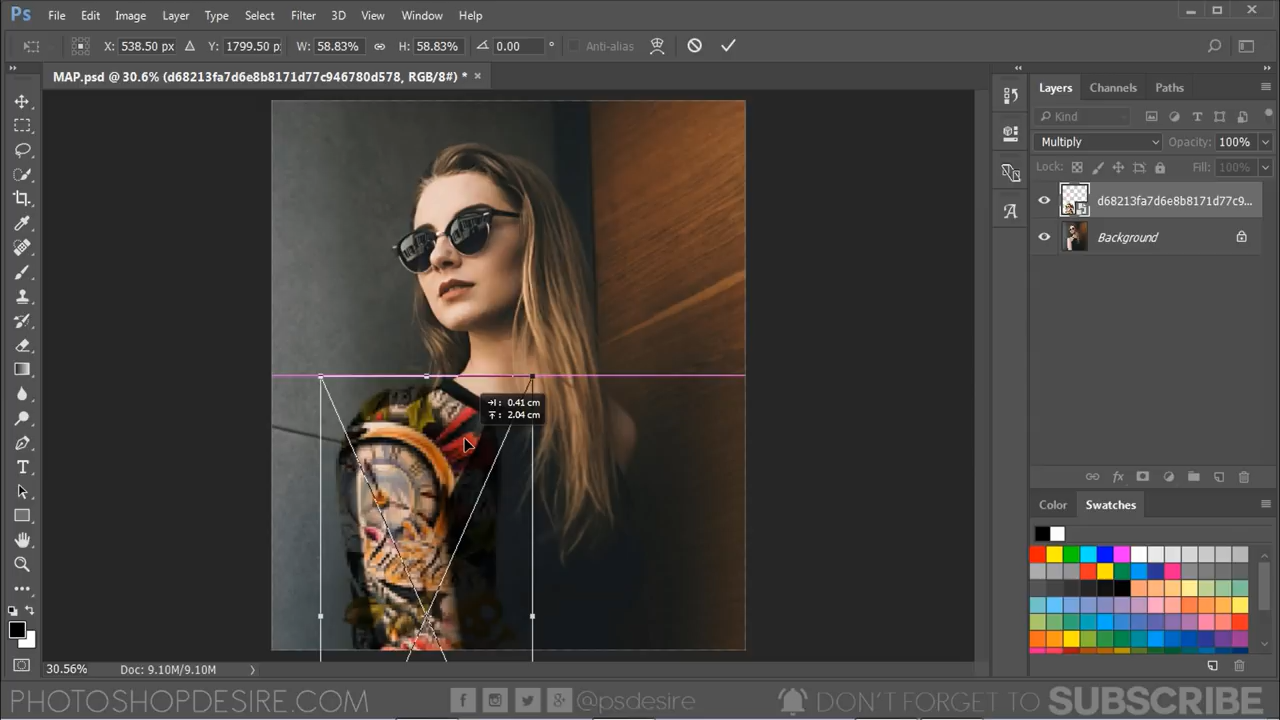 Ps File Edit Image Layer Type Select Filter 3D View Window Help
X: 538.50 px Y: 1799.50 p W: 58.83% H: 58.83% 0.00 ° Anti-alias
MAP.psd @ 30.6% (d68213fa7d6e8b8171d77c946780d578, RGB/8#) * ×
Layers Channels Paths
Kind
Multiply Opacity: 100%
Lock: Fill: 100%
d68213fa7d6e8b8171d77c9...
Background
0.41 cm
2.04 cm
Color Swatches
30.56% Doc: 9.10M/9.10M
PHOTOSHOPDESIRE.COM @psdesire DON'T FORGET TO SUBSCRIBE